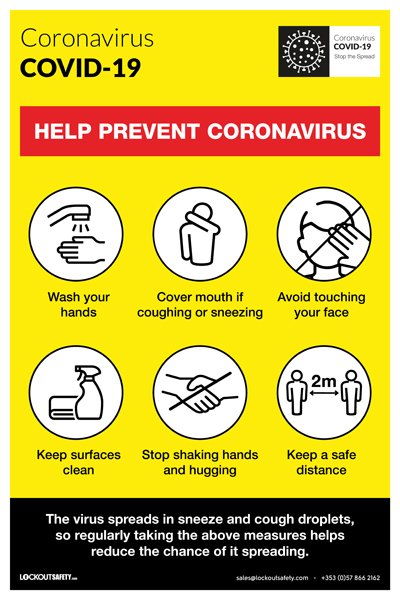 Coronavirus
COVID-19
Coronavirus
COVID-19
Stop the Spread
HELP PREVENT CORONAVIRUS
Wash your
hands
Cover mouth if
coughing or sneezing
Avoid touching
your face
2m
Keep surfaces
clean
Stop shaking hands
and hugging
Keep a safe
distance
The virus spreads in sneeze and cough droplets,
so regularly taking the above measures helps
reduce the chance of it spreading.
LOCKOUTSAFETY.com
sales@lockoutsafety.com • +353 (0)57 866 2162